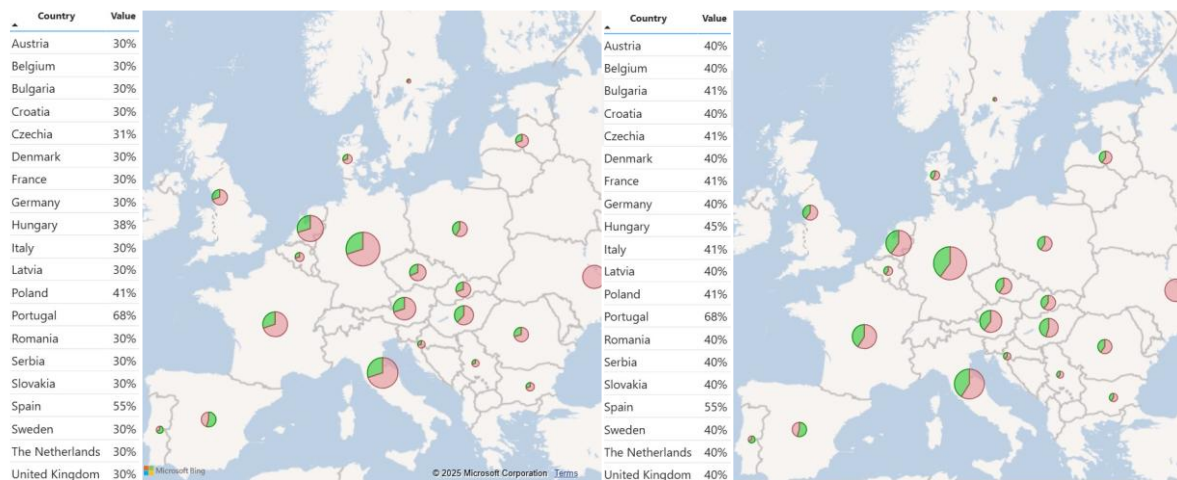 Country Value
Austria 30%
Belgium 30%
Bulgaria 30%
Croatia 30%
Czechia 31%
Denmark 30%
France 30%
Germany 30%
Hungary 38%
Italy 30%
Latvia 30%
Poland 41%
Portugal 68%
Romania 30%
Serbia 30%
Slovakia 30%
Spain 55%
Sweden 30%
The Netherlands 30%
United Kingdom 30%
Microsoft Bing
© 2025 Microsoft Corporation Terms
Country Value
Austria 40%
Belgium 40%
Bulgaria 41%
Croatia 40%
Czechia 41%
Denmark 40%
France 41%
Germany 40%
Hungary 45%
Italy 41%
Latvia 40%
Poland 41%
Portugal 68%
Romania 40%
Serbia 40%
Slovakia 40%
Spain 55%
Sweden 40%
The Netherlands 40%
United Kingdom 40%